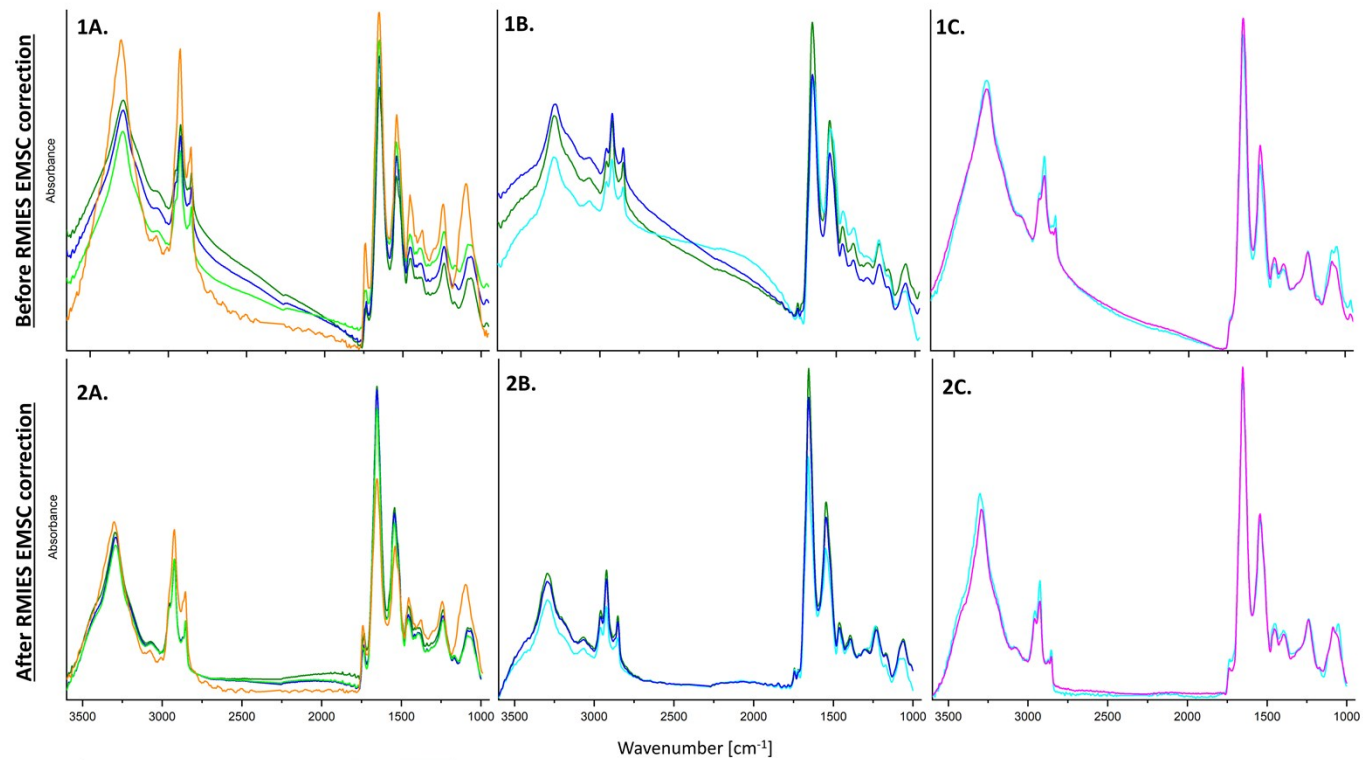 Before RMIES EMSC correction
Absorbance
1A.
1B.
1C.
After RMIES EMSC correction
Absorbance
2A.
2B.
2C.
3500 3000 2500 2000 1500 1000
3500 3000 2500 2000 1500 1000
3500 3000 2500 2000 1500 1000
Wavenumber [cm-1]